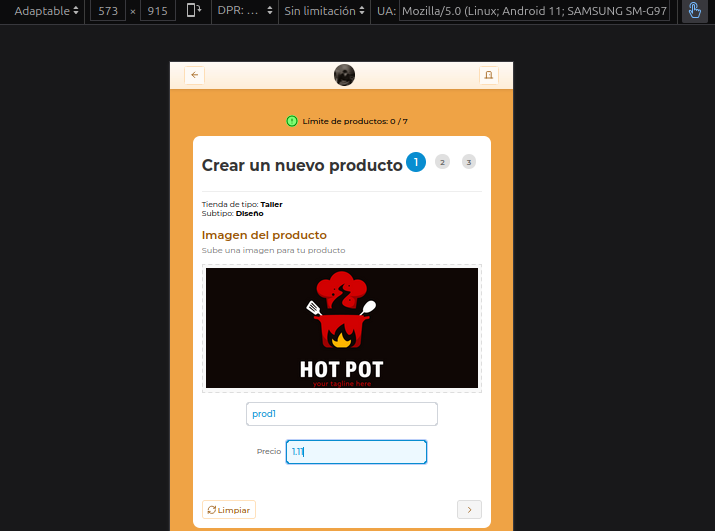 Adaptable 573 × 915 DPR: ... Sin limitación UA: Mozilla/5.0 (Linux; Android 11; SAMSUNG SM-G97
Límite de productos: 0 / 7
Crear un nuevo producto 1 2 3
Tienda de tipo: Taller
Subtipo: Diseño
Imagen del producto
Sube una imagen para tu producto
HOT POT
your tagline here
prod1
Precio 1,11
Limpiar